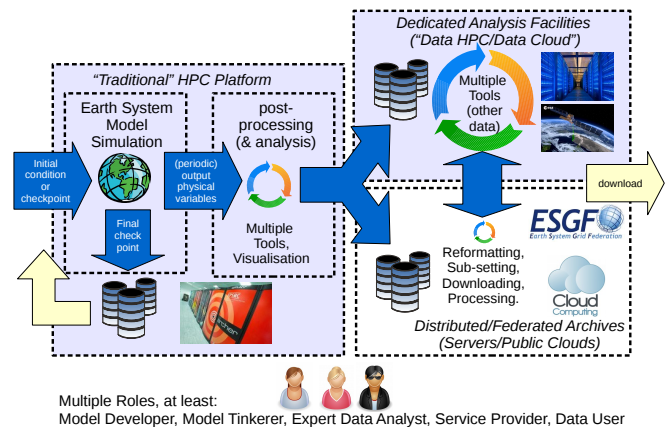 Dedicated Analysis Facilities
(“Data HPC/Data Cloud”)
“Traditional” HPC Platform
Earth System
Model
Simulation
post-
processing
(& analysis)
Multiple
Tools
(other
data)
esa
Initial
condition
or
checkpoint
(periodic)
output
physical
variables
download
Final
check
point
Multiple
Tools,
Visualisation
ESGF
Earth System Grid Federation
Reformatting,
Sub-setting,
Downloading,
Processing.
Cloud
Computing
archer
Distributed/Federated Archives
(Servers/Public Clouds)
Multiple Roles, at least:
Model Developer, Model Tinkerer, Expert Data Analyst, Service Provider, Data User